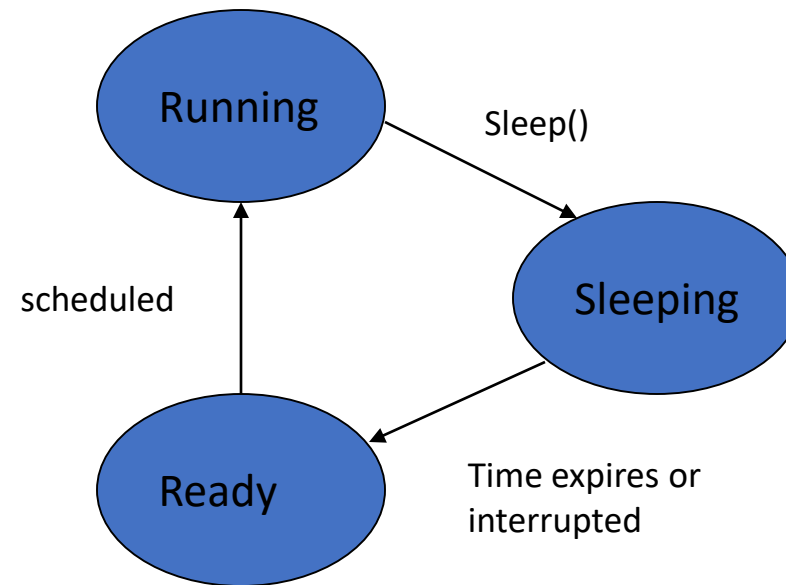 Running
Sleep()
scheduled
Sleeping
Ready
Time expires or
interrupted